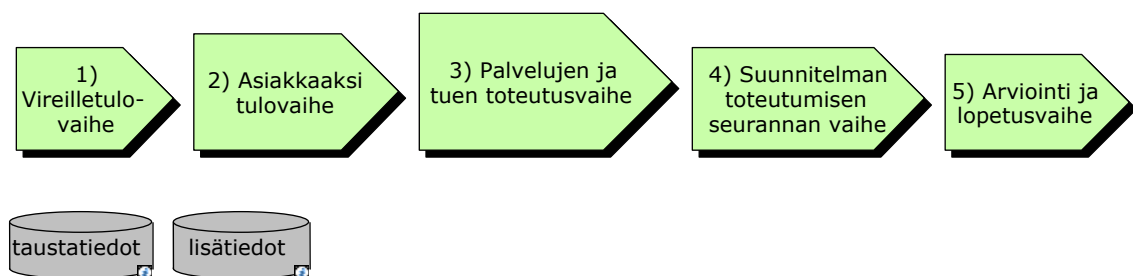 1)
Vireilletulo-
vaihe
2) Asiakkaaksi
tulovaihe
3) Palvelujen ja
tuen toteutusvaihe
4) Suunnitelman
toteutumisen
seurannan vaihe
5) Arviointi ja
lopetusvaihe
taustatiedot
lisätiedot